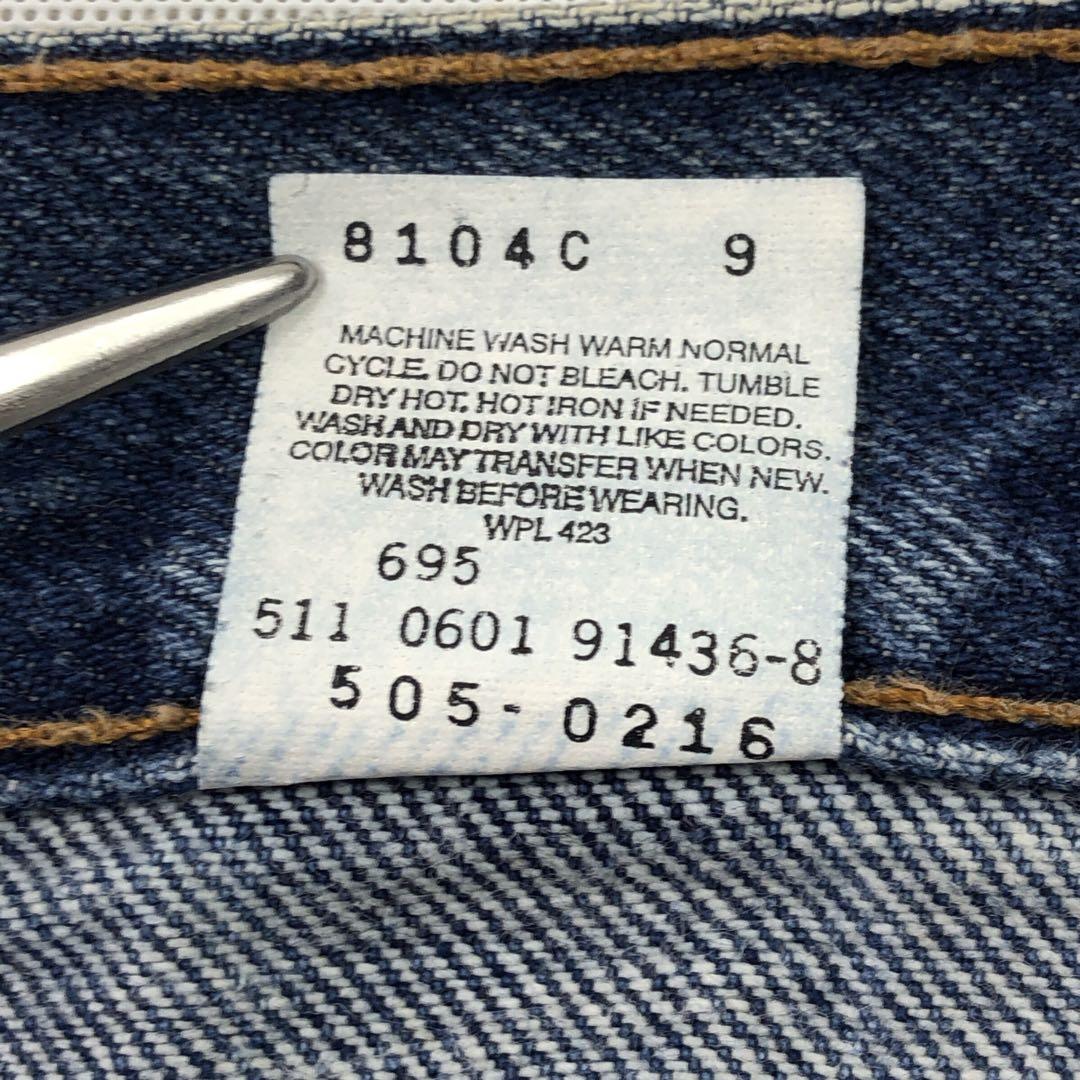 8104C 9
MACHINE WASH WARM NORMAL
CYCLE. DO NOT BLEACH. TUMBLE
DRY HOT. HOT IRON IF NEEDED.
WASH AND DRY WITH LIKE COLORS.
COLOR MAY TRANSFER WHEN NEW.
WASH BEFORE WEARING.
WPL 423
695
511 0601 91436-8
505-0216